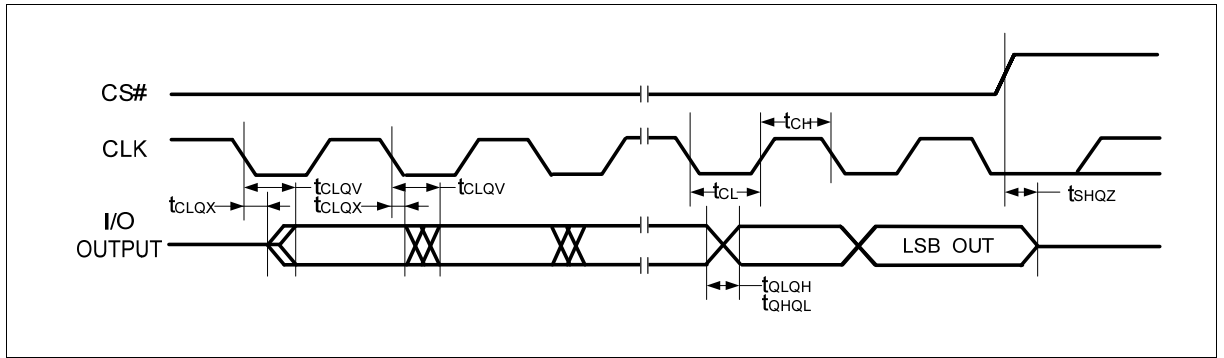 CS#
CLK
tCH
tCLQV
tCLQV
tCL
tCLQX
tCLQX
tSHQZ
I/O
OUTPUT
LSB OUT
tQLQH
tQHQL